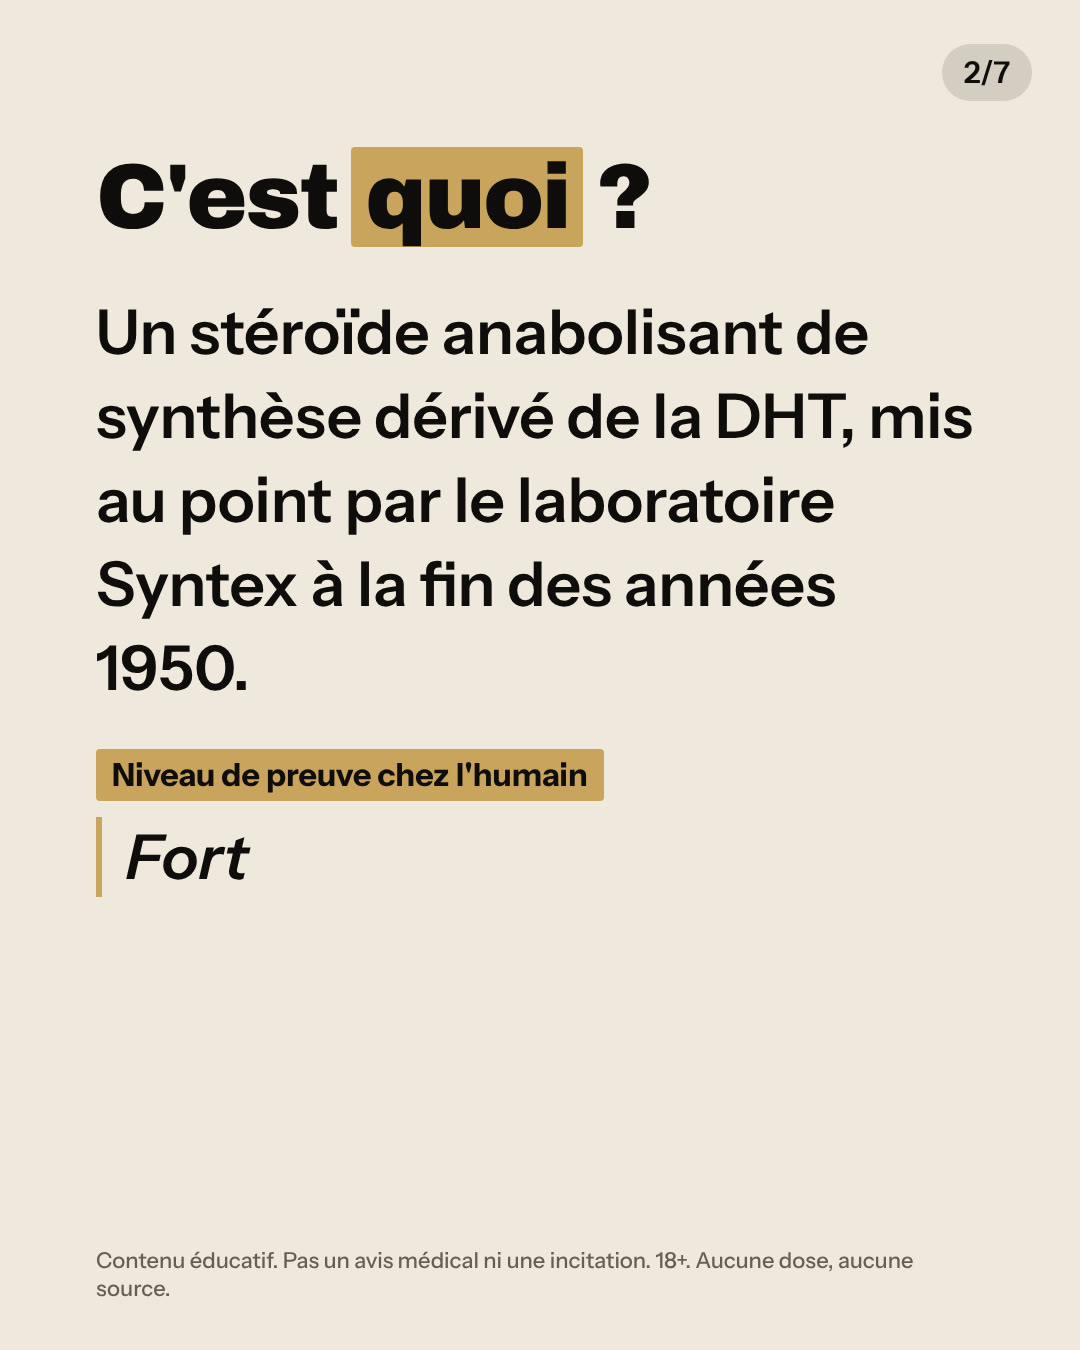 2/7
C'est quoi ?
Un stéroïde anabolisant de
synthèse dérivé de la DHT, mis
au point par le laboratoire
Syntex à la fin des années
1950.
Niveau de preuve chez l'humain
Fort
Contenu éducatif. Pas un avis médical ni une incitation. 18+. Aucune dose, aucune
source.